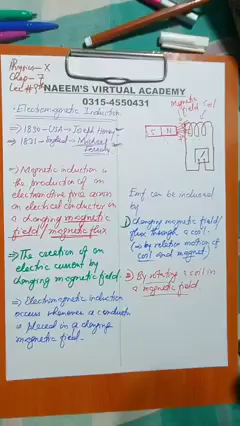 Physics - X
Chap - 7
Lec #
NAEEM'S VIRTUAL ACADEMY
0315-4550431
Electromagnetic Induction
=> 1830 - USA -> Joseph Henry
=> 1831 - England -> Michael
Faraday
=> Magnetic induction is
the production of an
electromotive force across
an electrical conductor in
a changing magnetic
field/magnetic flux
=> The creation of an
electric current by
changing magnetic field.
=> Electromagnetic induction
occurs whenever a conductor
is placed in a changing
magnetic field.
Magnetic
field
Coil
S N
Emf can be induced
by
1) Changing magnetic field/
flux through a coil
(is by relative motion of
coil and magnet)
2) By rotating a coil in
a magnetic field